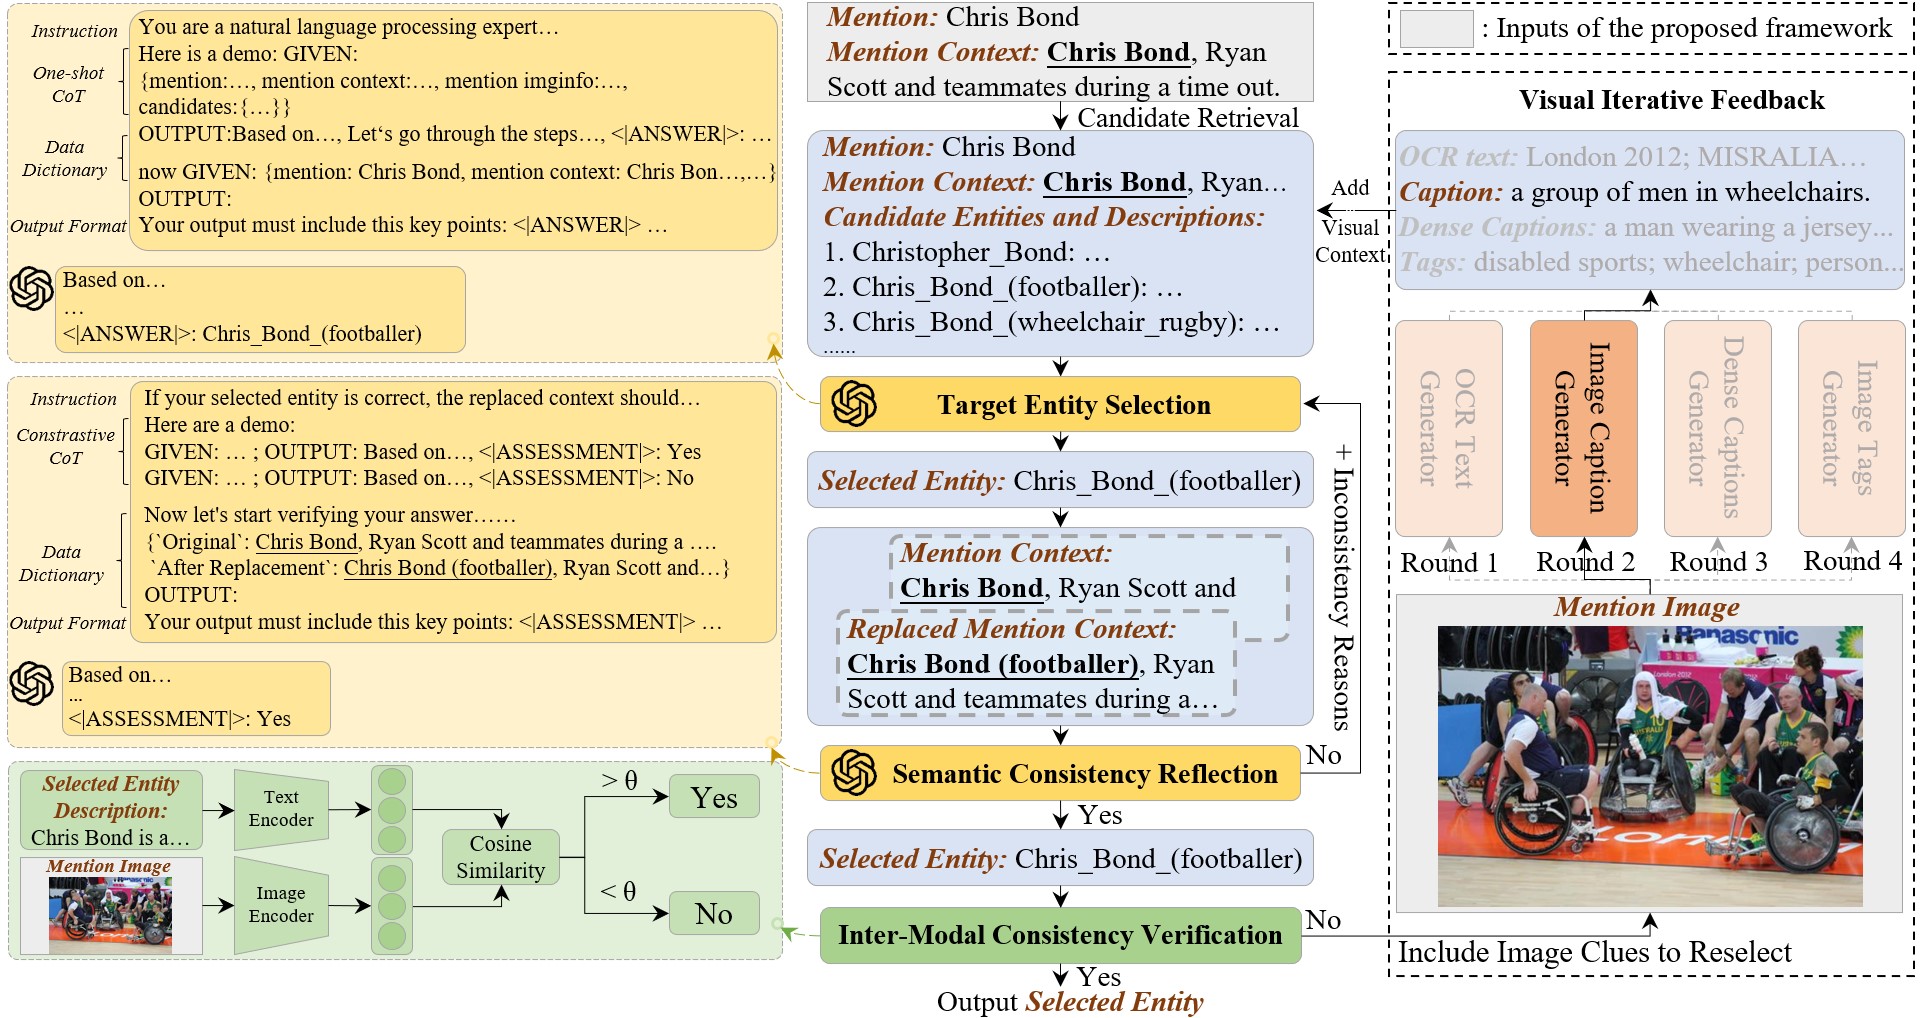 Instruction
You are a natural language processing expert…
One-shot
CoT
Here is a demo: GIVEN:
{mention:…, mention context:…, mention imginfo:…,
candidates:{…}}
OUTPUT:Based on…, Let‘s go through the steps…, <|ANSWER|>: …
Data
Dictionary
now GIVEN: {mention: Chris Bond, mention context: Chris Bon…,…}
OUTPUT:
Output Format
Your output must include this key points: <|ANSWER|> …
Based on…
…
<|ANSWER|>: Chris_Bond_(footballer)
Instruction
If your selected entity is correct, the replaced context should…
Constrastive
CoT
Here are a demo:
GIVEN: … ; OUTPUT: Based on…, <|ASSESSMENT|>: Yes
GIVEN: … ; OUTPUT: Based on…, <|ASSESSMENT|>: No
Data
Dictionary
Now let's start verifying your answer……
{`Original`: Chris Bond, Ryan Scott and teammates during a ….
`After Replacement`: Chris Bond (footballer), Ryan Scott and…}
OUTPUT:
Output Format
Your output must include this key points: <|ASSESSMENT|> …
Based on…
...
<|ASSESSMENT|>: Yes
Selected Entity
Description:
Chris Bond is a…
Text
Encoder
Mention Image
Image
Encoder
Cosine
Similarity
> θ
Yes
< θ
No
Mention: Chris Bond
Mention Context: Chris Bond, Ryan
Scott and teammates during a time out.
Candidate Retrieval
Mention: Chris Bond
Mention Context: Chris Bond, Ryan…
Candidate Entities and Descriptions:
1. Christopher_Bond: …
2. Chris_Bond_(footballer): …
3. Chris_Bond_(wheelchair_rugby): …
......
Target Entity Selection
Selected Entity: Chris_Bond_(footballer)
Mention Context:
Chris Bond, Ryan Scott and
Replaced Mention Context:
Chris Bond (footballer), Ryan
Scott and teammates during a…
+ Inconsistency Reasons
Semantic Consistency Reflection
No
Yes
Selected Entity: Chris_Bond_(footballer)
Inter-Modal Consistency Verification
No
Yes
Output Selected Entity
: Inputs of the proposed framework
Visual Iterative Feedback
Add
Visual
Context
OCR text: London 2012; MISRALIA…
Caption: a group of men in wheelchairs.
Dense Captions: a man wearing a jersey...
Tags: disabled sports; wheelchair; person...
OCR Text
Generator
Image Caption
Generator
Dense Captions
Generator
Image Tags
Generator
Round 1
Round 2
Round 3
Round 4
Mention Image
Panasonic
10
Include Image Clues to Reselect